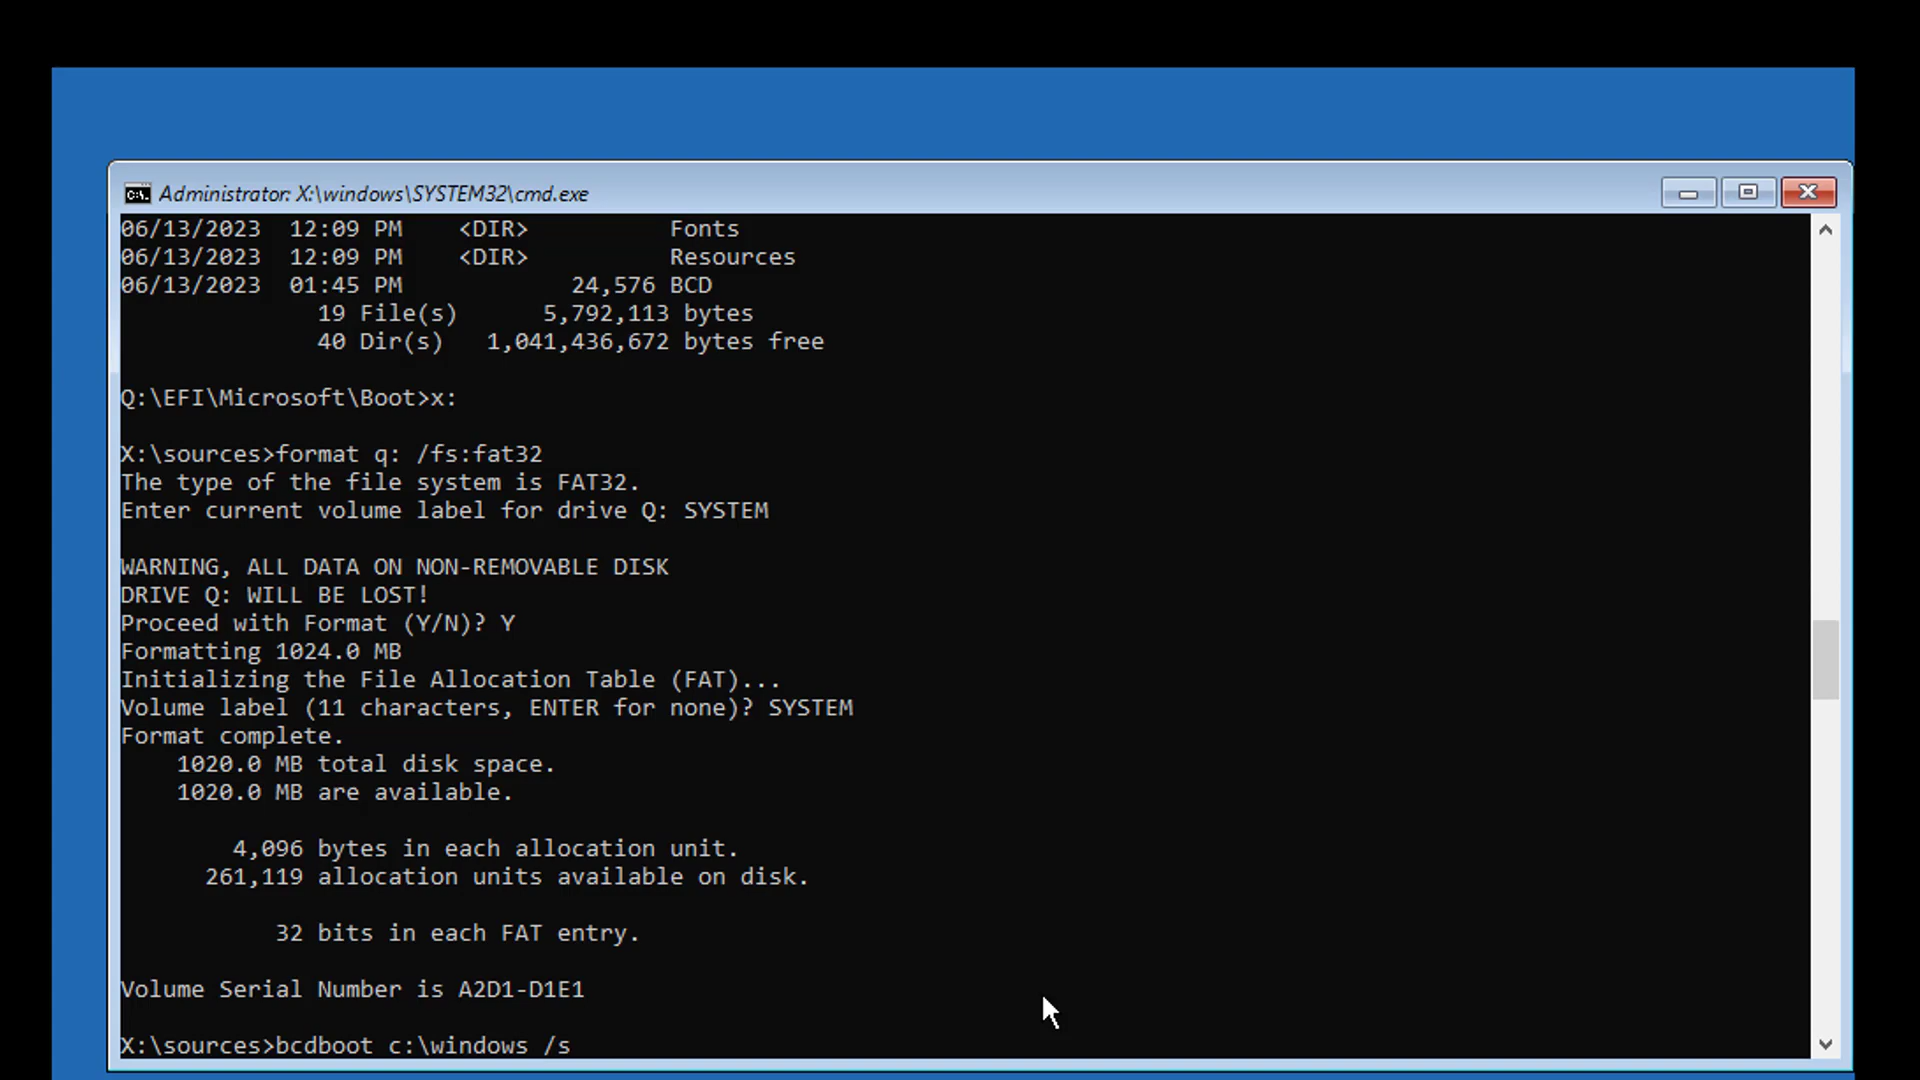 Administrator: X:\windows\SYSTEM32\cmd.exe
06/13/2023  12:09 PM    <DIR>          Fonts
06/13/2023  12:09 PM    <DIR>          Resources
06/13/2023  01:45 PM            24,576 BCD
              19 File(s)      5,792,113 bytes
              40 Dir(s)   1,041,436,672 bytes free
Q:\EFI\Microsoft\Boot>x:
X:\sources>format q: /fs:fat32
The type of the file system is FAT32.
Enter current volume label for drive Q: SYSTEM
WARNING, ALL DATA ON NON-REMOVABLE DISK
DRIVE Q: WILL BE LOST!
Proceed with Format (Y/N)? Y
Formatting 1024.0 MB
Initializing the File Allocation Table (FAT)...
Volume label (11 characters, ENTER for none)? SYSTEM
Format complete.
    1020.0 MB total disk space.
    1020.0 MB are available.
        4,096 bytes in each allocation unit.
      261,119 allocation units available on disk.
           32 bits in each FAT entry.
Volume Serial Number is A2D1-D1E1
X:\sources>bcdboot c:\windows /s